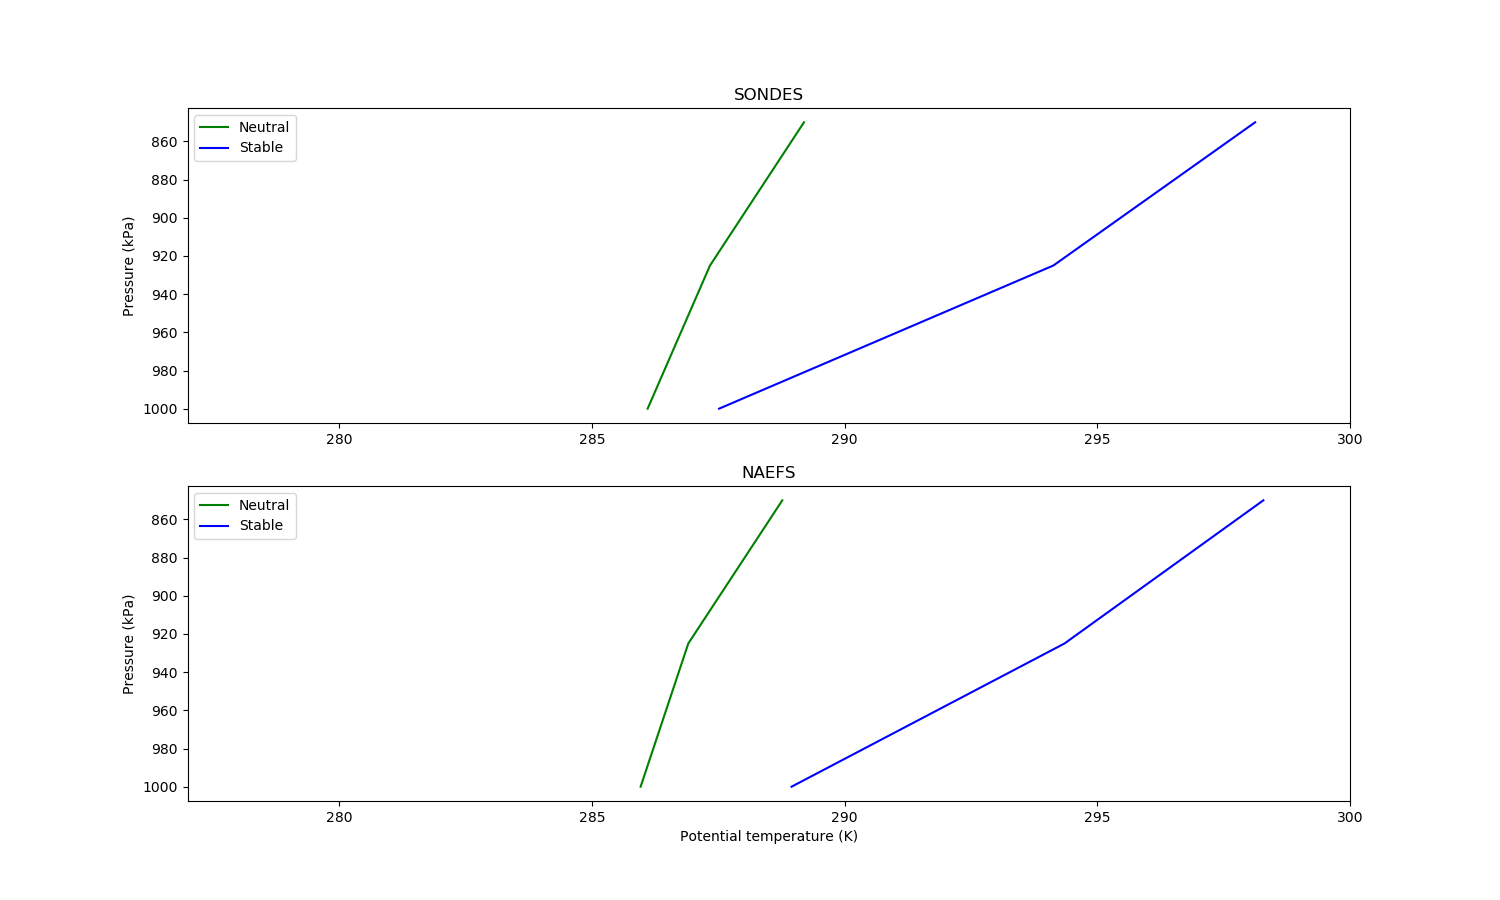 SONDES
Neutral
Stable
860
880
900
920
940
960
980
1000
Pressure (kPa)
280 285 290 295 300
NAEFS
Neutral
Stable
860
880
900
920
940
960
980
1000
Pressure (kPa)
280 285 290 295 300
Potential temperature (K)